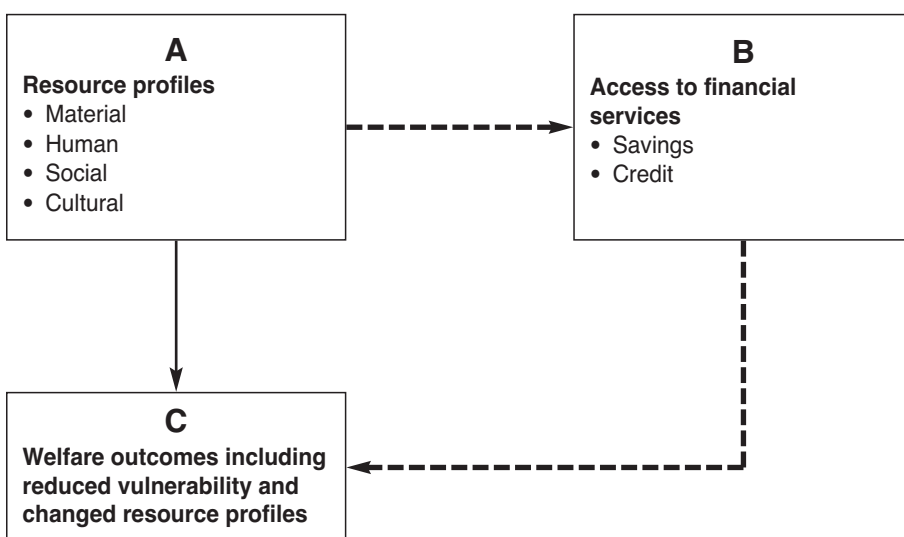 A
Resource profiles
• Material
• Human
• Social
• Cultural
B
Access to financial
services
• Savings
• Credit
C
Welfare outcomes including
reduced vulnerability and
changed resource profiles